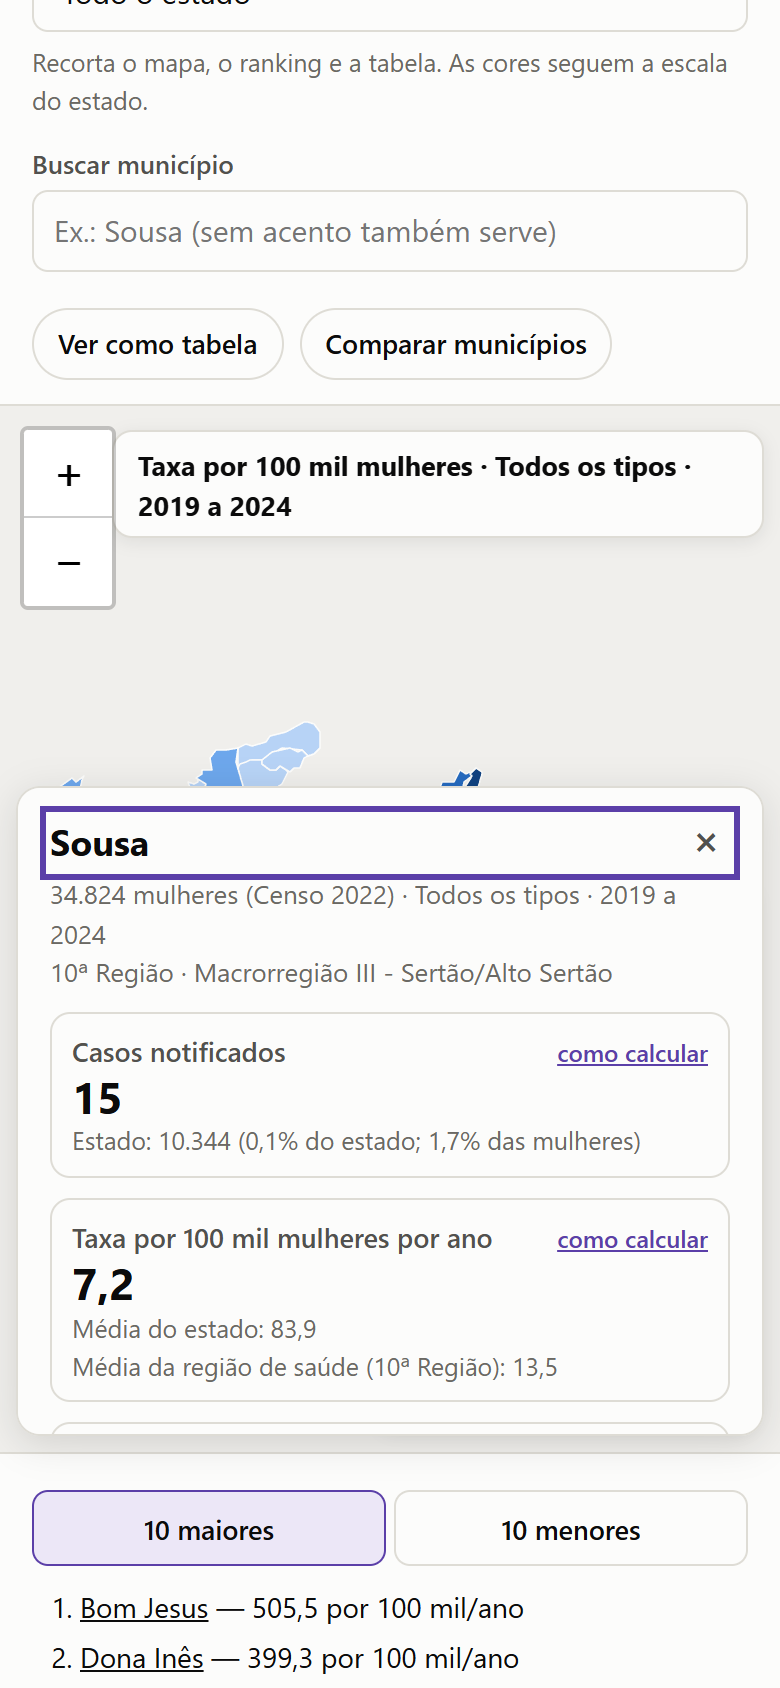 Todo o estado
Recorta o mapa, o ranking e a tabela. As cores seguem a escala
do estado.
Buscar município
Ex.: Sousa (sem acento também serve)
Ver como tabela
Comparar municípios
+
Taxa por 100 mil mulheres · Todos os tipos ·
2019 a 2024
−
Sousa
×
34.824 mulheres (Censo 2022) · Todos os tipos · 2019 a
2024
10ª Região · Macrorregião III - Sertão/Alto Sertão
Casos notificados
como calcular
15
Estado: 10.344 (0,1% do estado; 1,7% das mulheres)
Taxa por 100 mil mulheres por ano
como calcular
7,2
Média do estado: 83,9
Média da região de saúde (10ª Região): 13,5
10 maiores
10 menores
1. Bom Jesus — 505,5 por 100 mil/ano
2. Dona Inês — 399,3 por 100 mil/ano